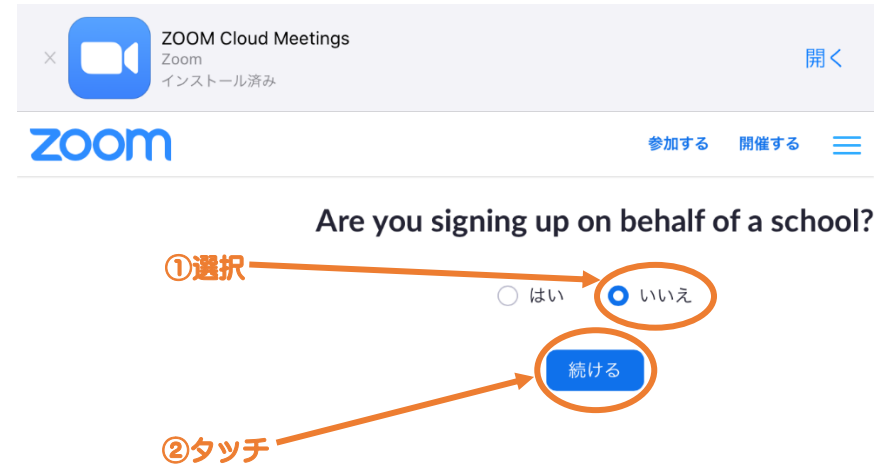 ZOOM Cloud Meetings
Zoom
インストール済み
開く
zoom
参加する 開催する
Are you signing up on behalf of a school?
①選択
はい いいえ
続ける
②タッチ